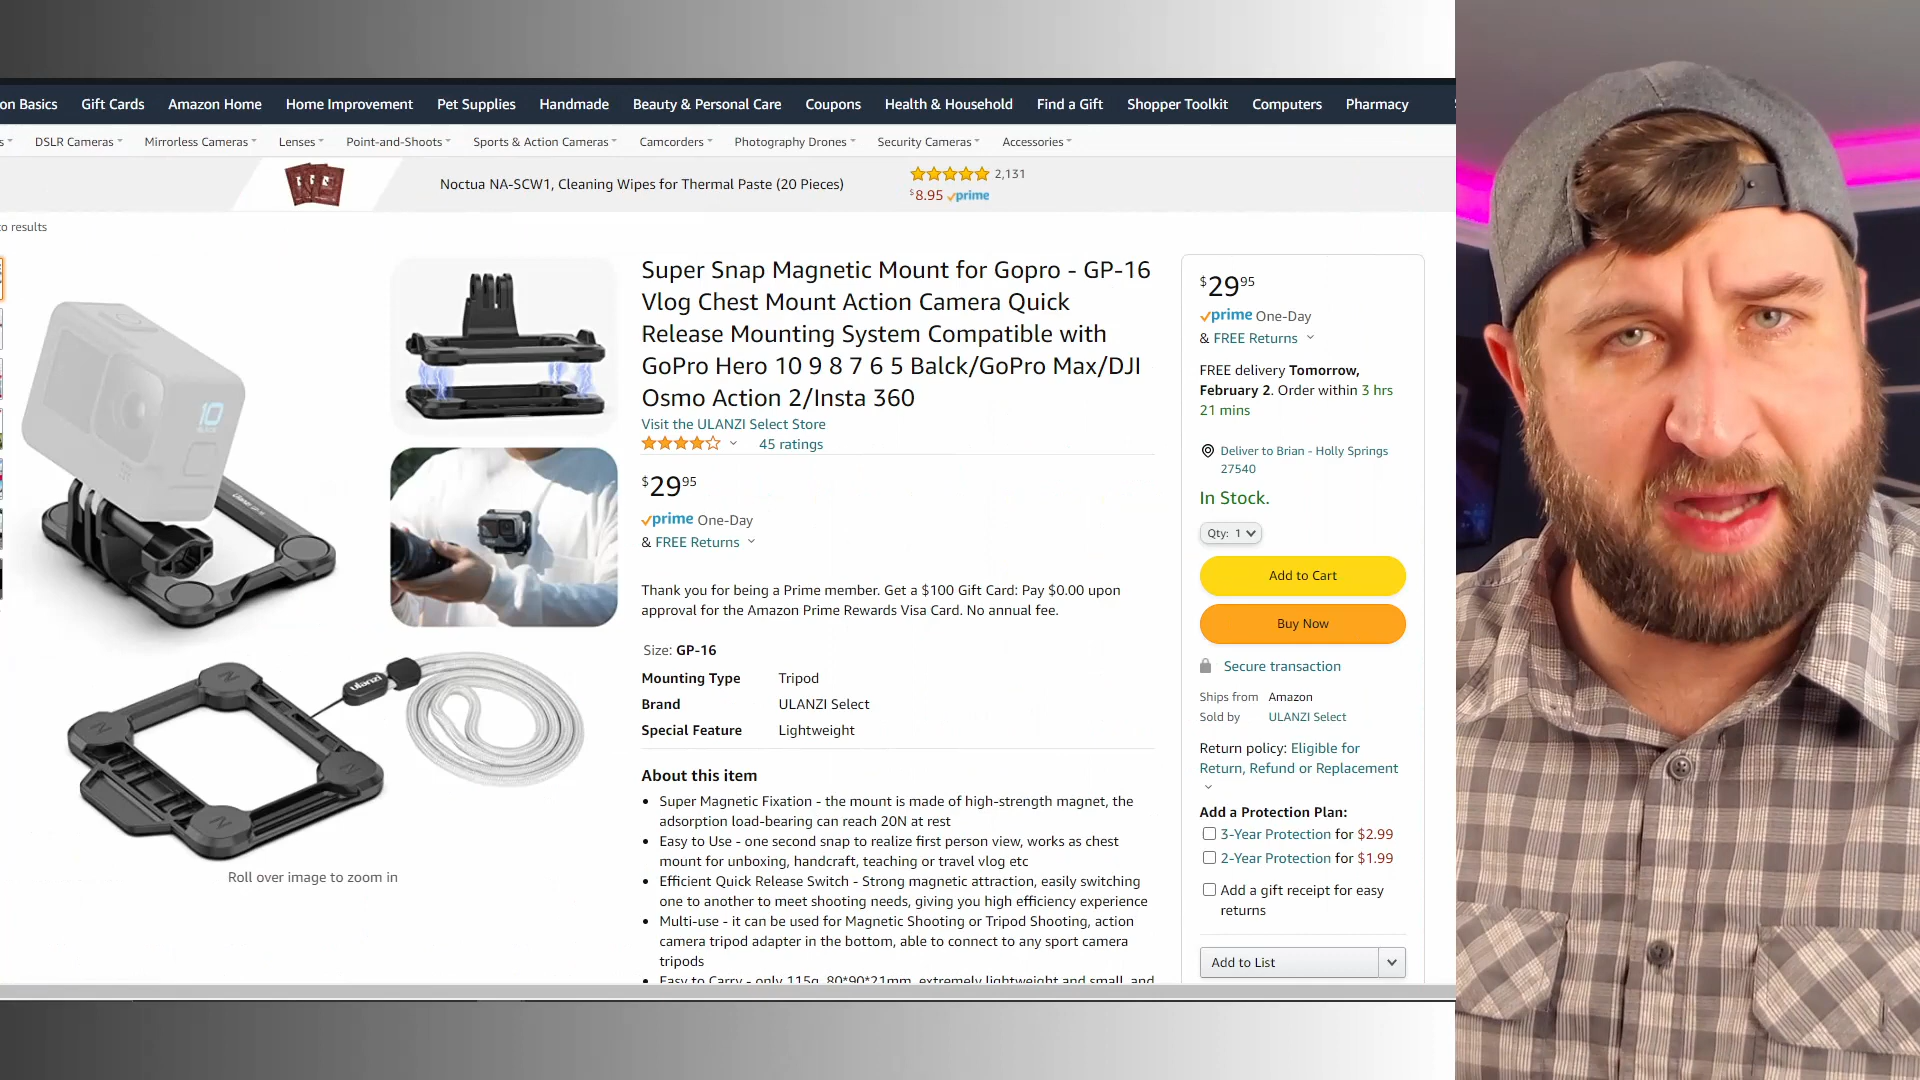 on Basics Gift Cards Amazon Home Home Improvement Pet Supplies Handmade Beauty & Personal Care Coupons Health & Household Find a Gift Shopper Toolkit Computers Pharmacy
DSLR Cameras Mirrorless Cameras Lenses Point-and-Shoots Sports & Action Cameras Camcorders Photography Drones Security Cameras Accessories
Noctua NA-SCW1, Cleaning Wipes for Thermal Paste (20 Pieces)
2,131
$8.95 prime
to results
10
ulanzi
Roll over image to zoom in
Super Snap Magnetic Mount for Gopro - GP-16
Vlog Chest Mount Action Camera Quick
Release Mounting System Compatible with
GoPro Hero 10 9 8 7 6 5 Balck/GoPro Max/DJI
Osmo Action 2/Insta 360
Visit the ULANZI Select Store
45 ratings
$29 95
prime One-Day
& FREE Returns
Thank you for being a Prime member. Get a $100 Gift Card: Pay $0.00 upon
approval for the Amazon Prime Rewards Visa Card. No annual fee.
Size: GP-16
Mounting Type Tripod
Brand ULANZI Select
Special Feature Lightweight
About this item
• Super Magnetic Fixation - the mount is made of high-strength magnet, the
adsorption load-bearing can reach 20N at rest
• Easy to Use - one second snap to realize first person view, works as chest
mount for unboxing, handcraft, teaching or travel vlog etc
• Efficient Quick Release Switch - Strong magnetic attraction, easily switching
one to another to meet shooting needs, giving you high efficiency experience
• Multi-use - it can be used for Magnetic Shooting or Tripod Shooting, action
camera tripod adapter in the bottom, able to connect to any sport camera
tripods
• Easy to Carry - only 115g, 80*90*21mm, extremely lightweight and small, and
$29 95
prime One-Day
& FREE Returns
FREE delivery Tomorrow,
February 2. Order within 3 hrs
21 mins
Deliver to Brian - Holly Springs
27540
In Stock.
Qty: 1
Add to Cart
Buy Now
Secure transaction
Ships from Amazon
Sold by ULANZI Select
Return policy: Eligible for
Return, Refund or Replacement
Add a Protection Plan:
3-Year Protection for $2.99
2-Year Protection for $1.99
Add a gift receipt for easy
returns
Add to List